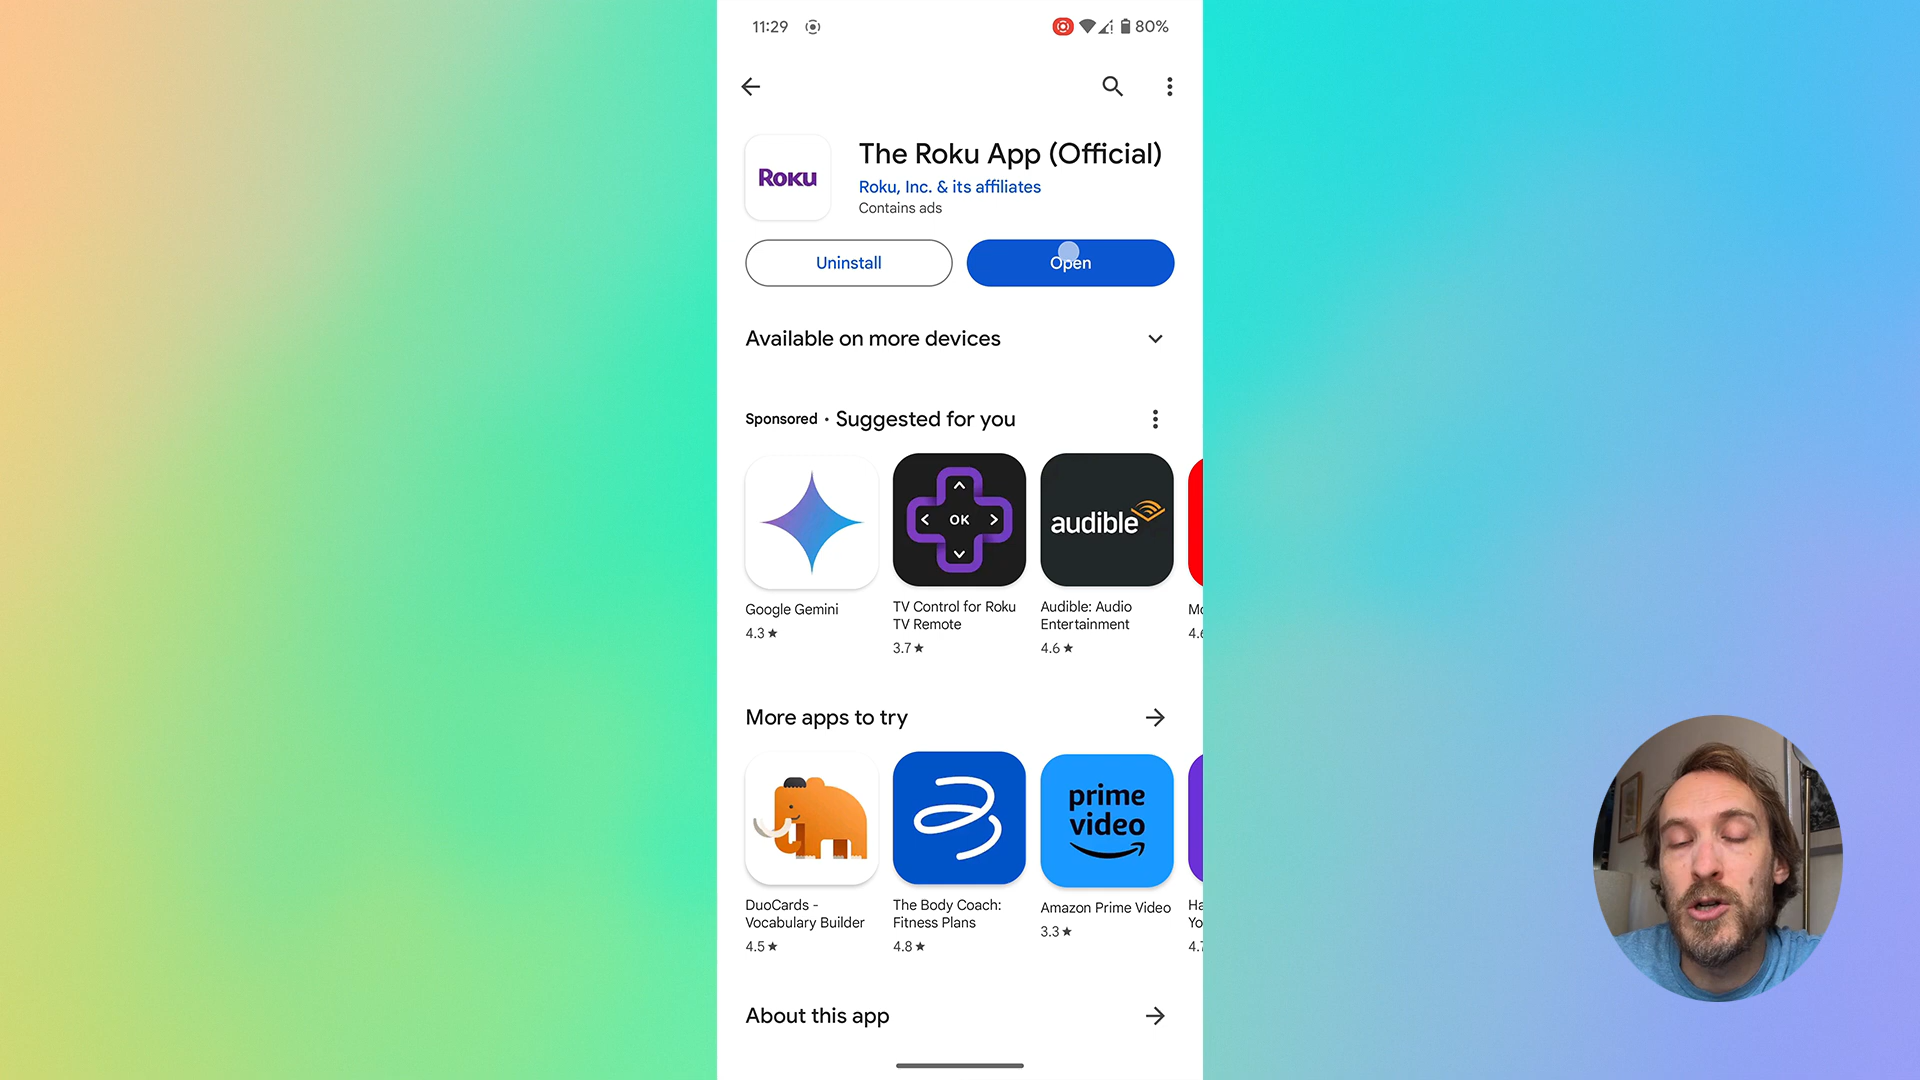 11:29
80%
Roku
The Roku App (Official)
Roku, Inc. & its affiliates
Contains ads
Uninstall
Open
Available on more devices
Sponsored • Suggested for you
OK
audible
Google Gemini
4.3 ★
TV Control for Roku
TV Remote
3.7 ★
Audible: Audio
Entertainment
4.6 ★
More apps to try
prime
video
DuoCards -
Vocabulary Builder
4.5 ★
The Body Coach:
Fitness Plans
4.8 ★
Amazon Prime Video
3.3 ★
About this app